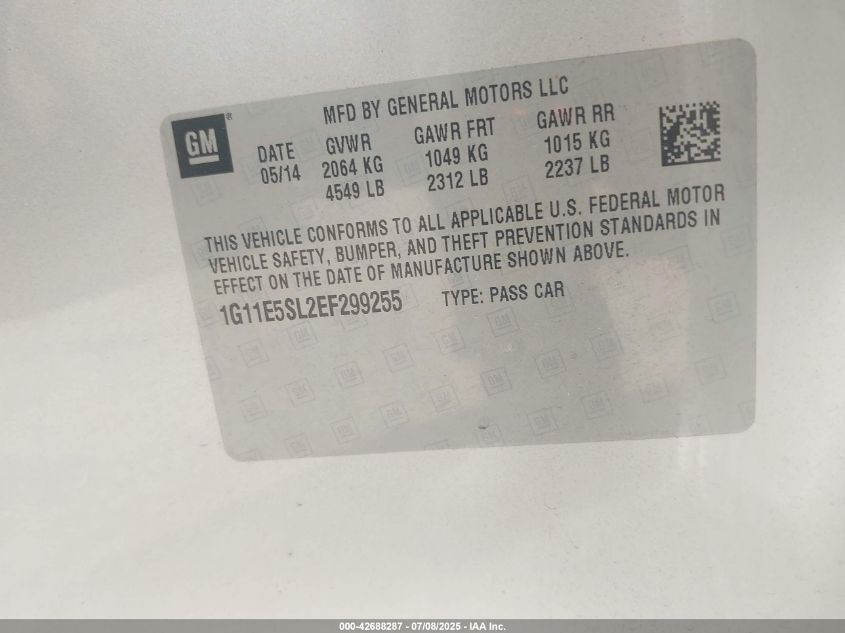 MFD BY GENERAL MOTORS LLC
GM®
DATE GVWR GAWR FRT GAWR RR
05/14 2064 KG 1049 KG 1015 KG
4549 LB 2312 LB 2237 LB
THIS VEHICLE CONFORMS TO ALL APPLICABLE U.S. FEDERAL MOTOR
VEHICLE SAFETY, BUMPER, AND THEFT PREVENTION STANDARDS IN
EFFECT ON THE DATE OF MANUFACTURE SHOWN ABOVE.
1G11E5SL2EF299255 TYPE: PASS CAR
000-42688287 - 07/08/2025 - IAA Inc.